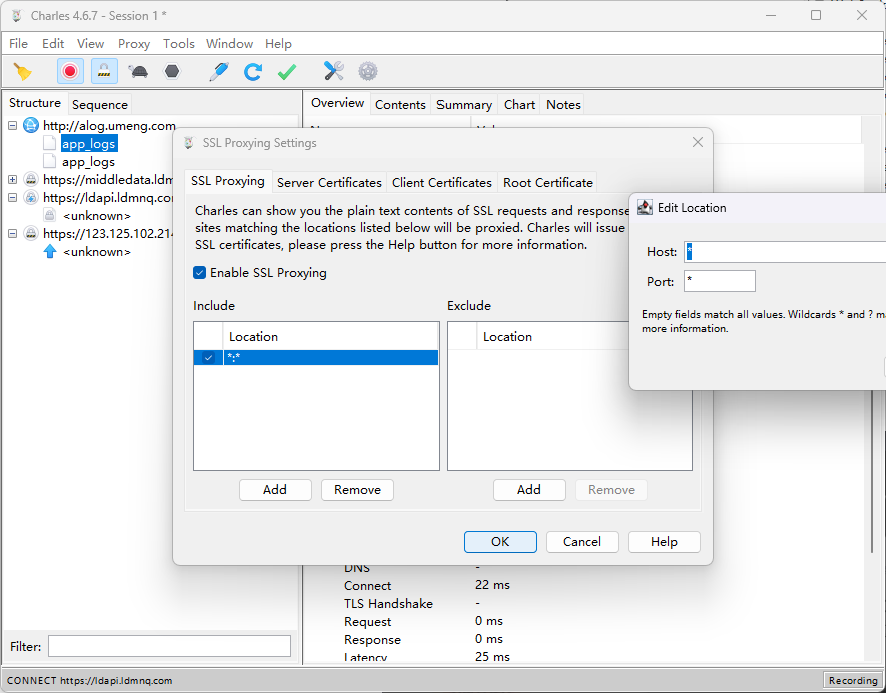 Charles 4.6.7 - Session 1 *
File Edit View Proxy Tools Window Help
Structure Sequence
Overview Contents Summary Chart Notes
http://alog.umeng.com
app_logs
app_logs
https://middledata.ldm
https://ldapi.ldmnq.co
<unknown>
https://123.125.102.214
<unknown>
SSL Proxying Settings
SSL Proxying Server Certificates Client Certificates Root Certificate
Charles can show you the plain text contents of SSL requests and response
sites matching the locations listed below will be proxied. Charles will issue
SSL certificates, please press the Help button for more information.
Enable SSL Proxying
Include
Location
*:*
Add Remove
Exclude
Location
Add Remove
OK Cancel Help
Edit Location
Host: *
Port: *
Empty fields match all values. Wildcards * and ? ma
more information.
DNS -
Connect 22 ms
TLS Handshake -
Request 0 ms
Response 0 ms
Latency 25 ms
Filter:
CONNECT https://ldapi.ldmnq.com
Recording